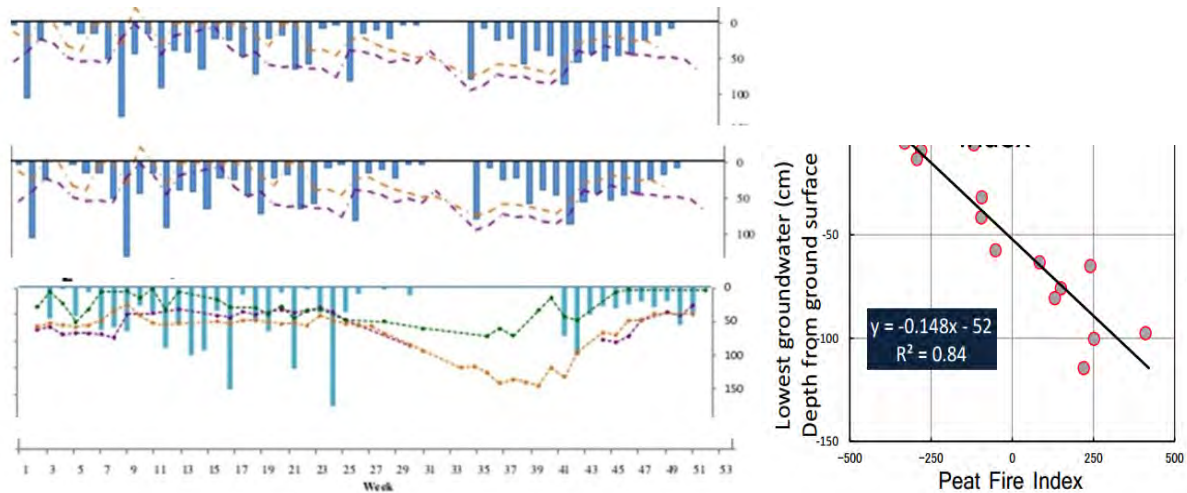 0
50
100
0
50
100
0
50
100
150
1 3 5 7 9 11 13 15 17 19 21 23 25 27 29 31 33 35 37 39 41 43 45 47 49 51 53
Week
Lowest groundwater (cm)
Depth from ground surface
-50
-100
-150
y = -0.148x - 52
R² = 0.84
-500 -250 0 250 500
Peat Fire Index